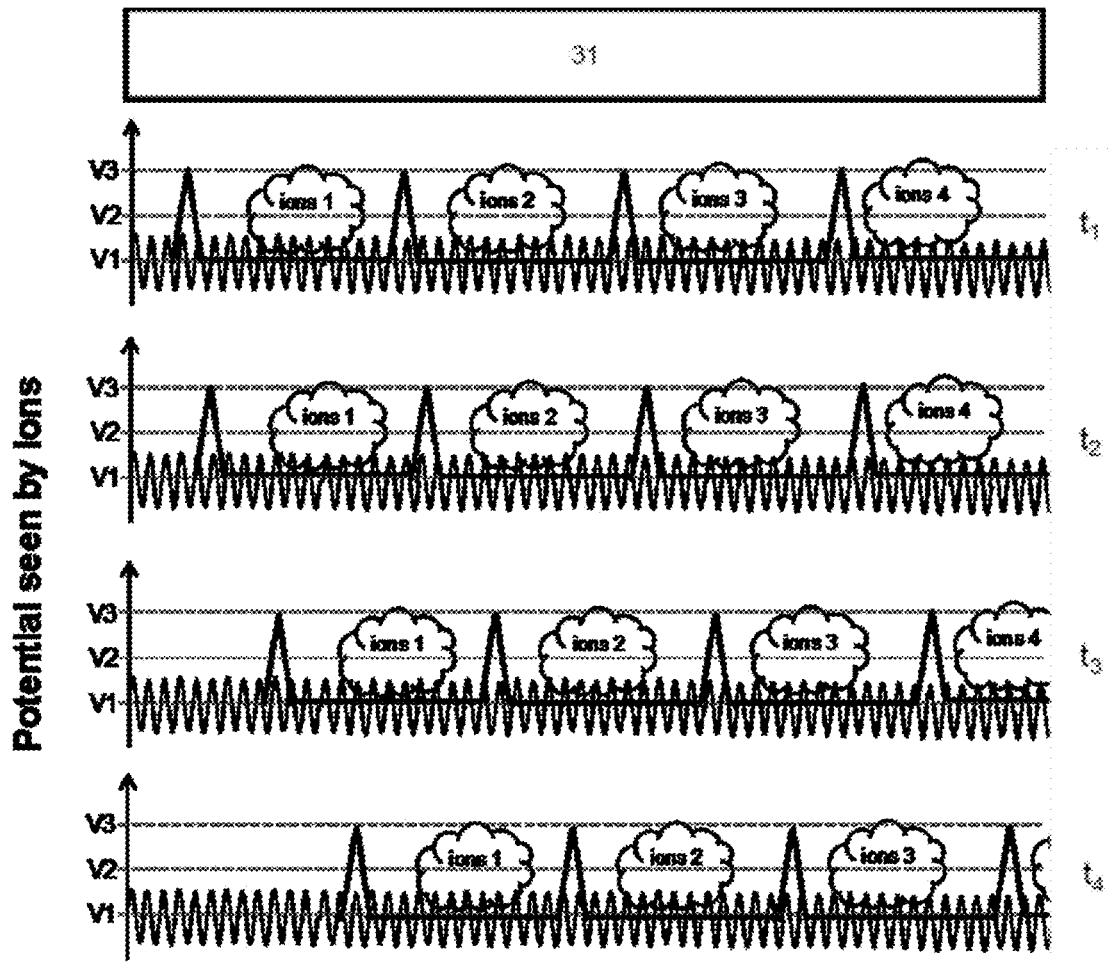 31
V3
ions 1 ions 2 ions 3 ions 4
V2
V1
t1
V3
ions 1 ions 2 ions 3 ions 4
V2
V1
t2
Potential seen by Ions
V3
ions 1 ions 2 ions 3 ions 4
V2
V1
t3
V3
ions 1 ions 2 ions 3
V2
V1
t4